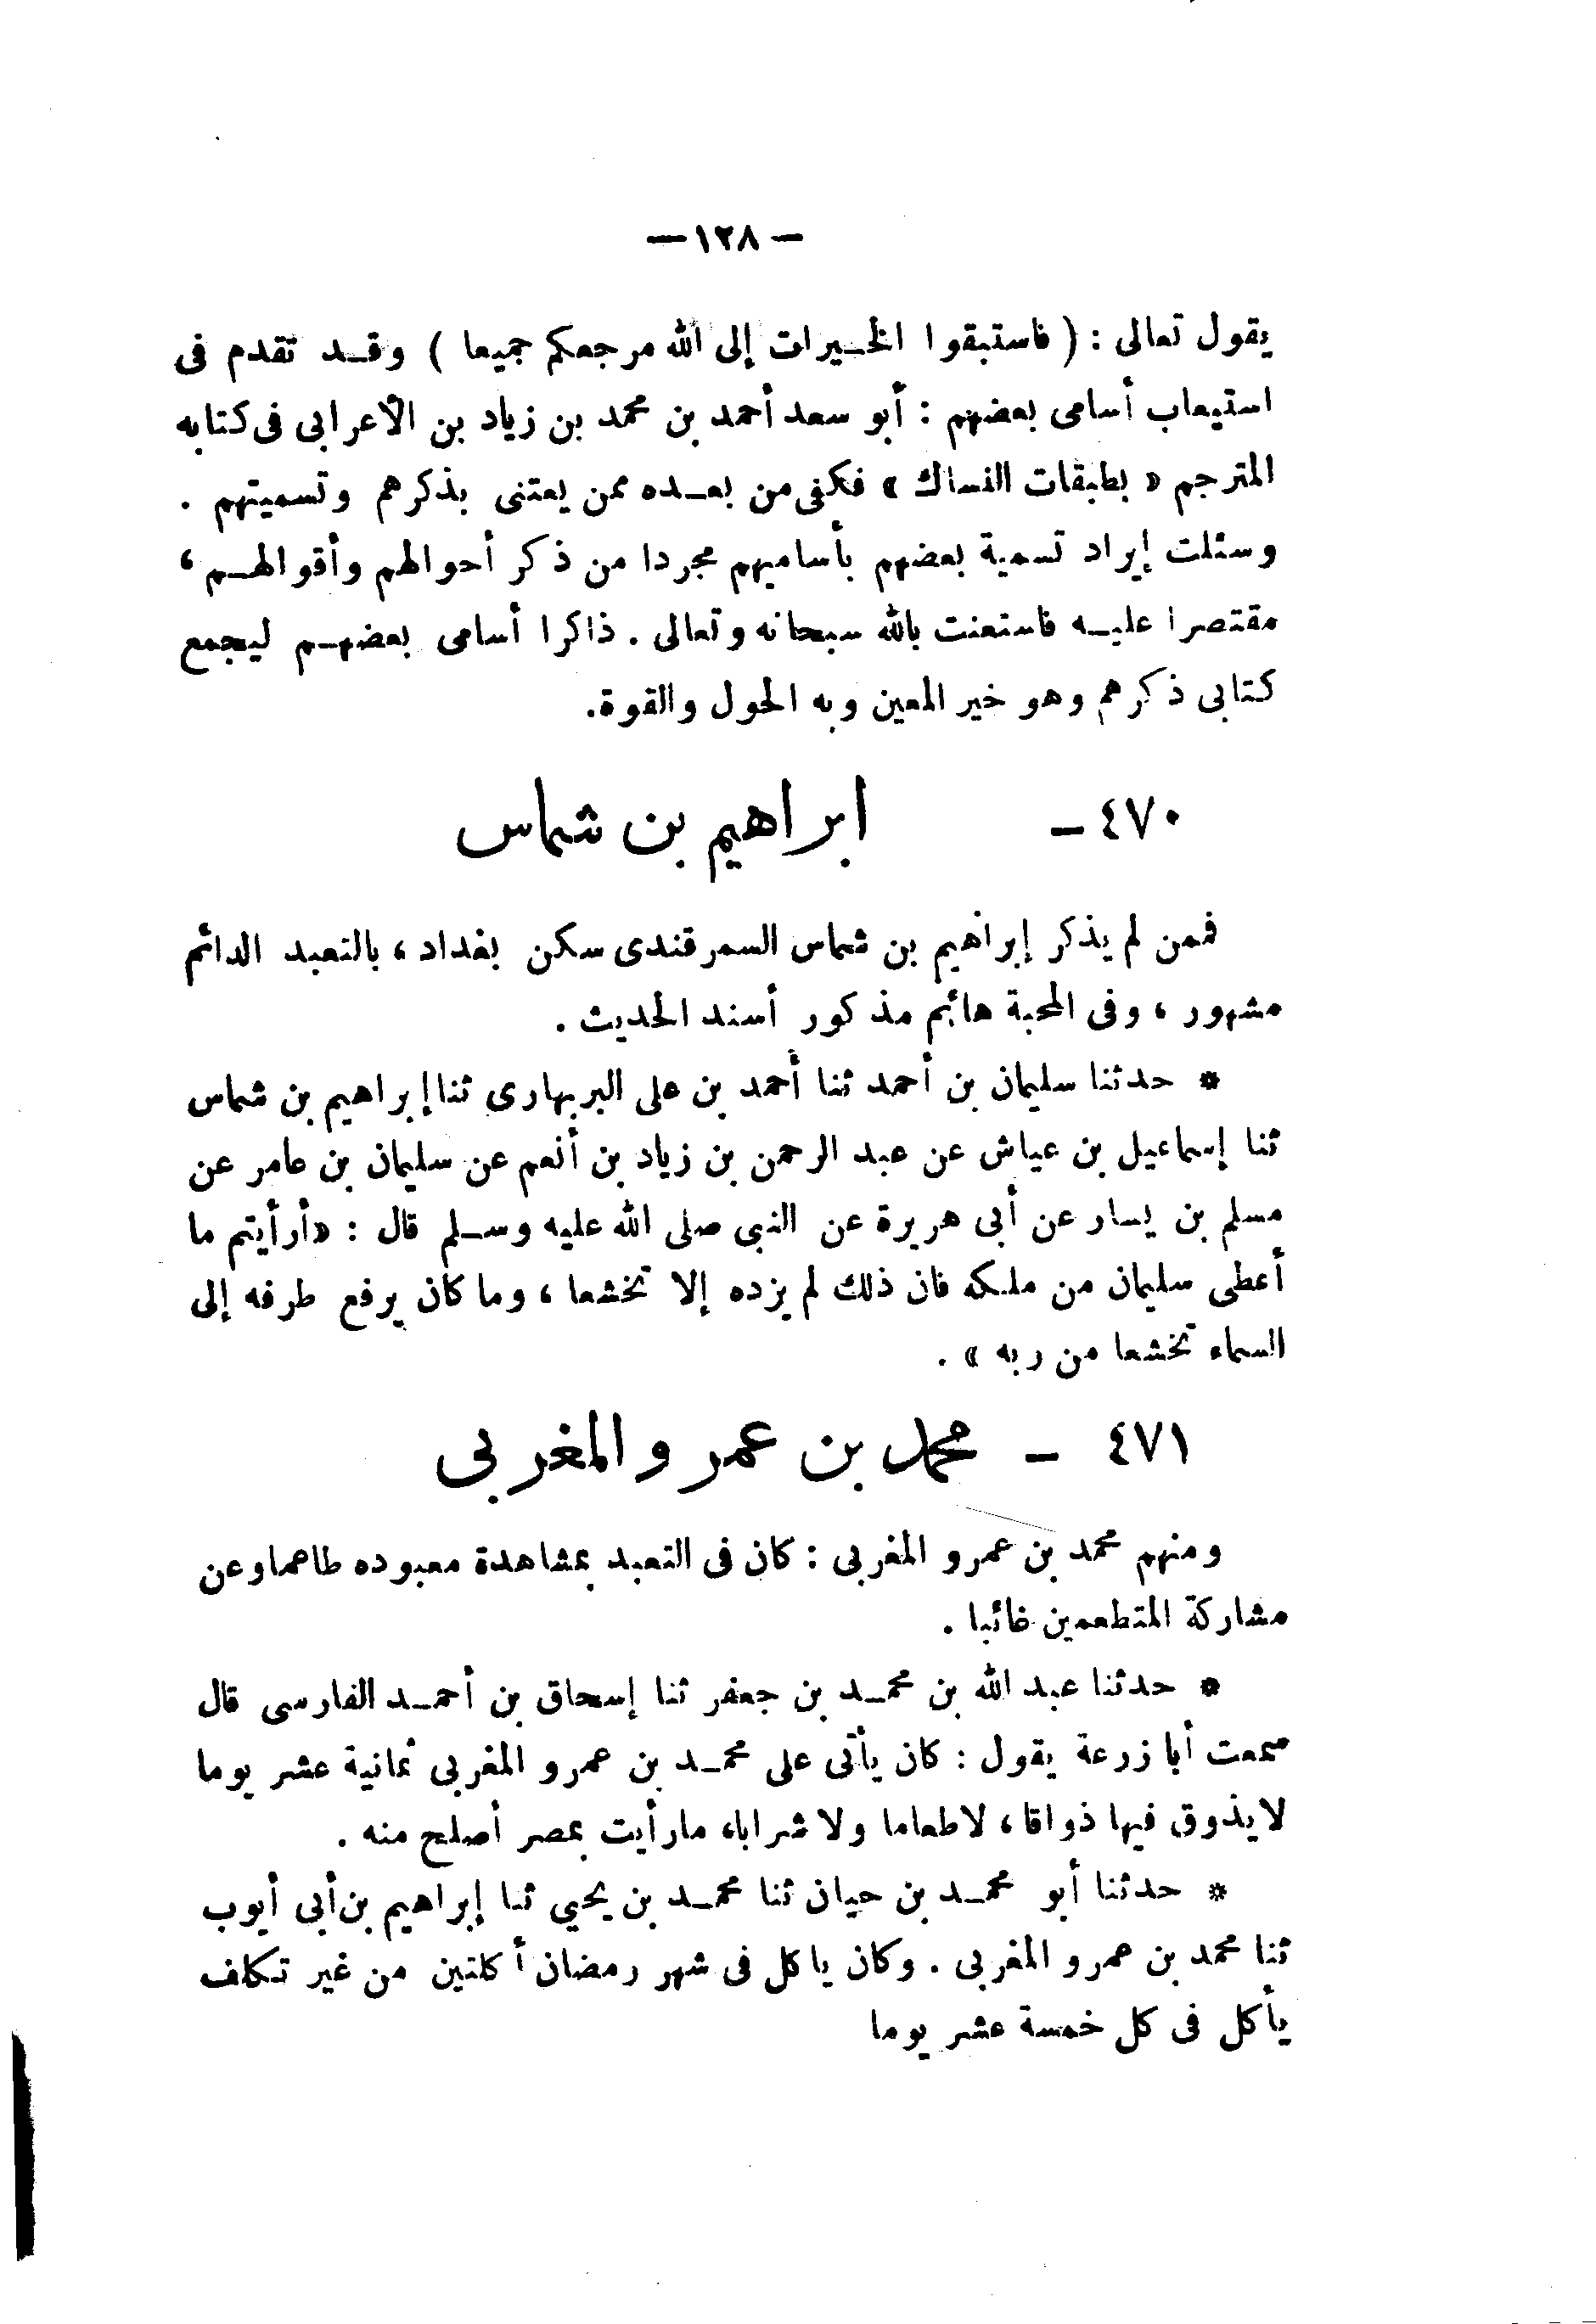 — ١٢٨ —
يقول تعالى : ( فاستبقوا الخيرات إلى الله مرجعكم جميعا ) وقد تقدم فى
استيعاب أسامى بعضهم : أبو سعد أحمد بن محمد بن زياد بن الأعرابى فى كتابه
المترجم « بطبقات النساك » فكفى من بعده ممن يعتنى بذكرهم وتسميتهم .
وسئلت إيراد تسمية بعضهم بأساميهم مجردا من ذكر أحوالهم وأقوالهم ،
مقتصرا عليه فاستعنت بالله سبحانه وتعالى . ذاكرا أسامى بعضهم ليجمع
كتابى ذكرهم وهو خير المعين وبه الحول والقوة.
٤٧٠ - ابراهيم بن شماس
فمن لم يذكر إبراهيم بن شماس السمرقندى سكن بغداد ، بالتعبد الدائم
مشهور ، وفى المحبة هائم مذكور أسند الحديث .
* حدثنا سليمان بن أحمد ثنا أحمد بن على البربهارى ثنا إبراهيم بن شماس
ثنا إسماعيل بن عياش عن عبد الرحمن بن زياد بن أنعم عن سليمان بن عامر عن
مسلم بن يسار عن أبى هريرة عن النبى صلى الله عليه وسلم قال : « أرأيتم ما
أعطى سليمان من ملكه فان ذلك لم يزده إلا تخشعا ، وما كان يرفع طرفه إلى
السماء تخشعا من ربه » .
٤٧١ - محمد بن عمرو المغربى
ومنهم محمد بن عمرو المغربى : كان فى التعبد بمشاهدة معبوده طاعما وعن
مشاركة المتطعمين غائبا .
* حدثنا عبد الله بن محمد بن جعفر ثنا إسحاق بن أحمد الفارسى قال
سمعت أبا زرعة يقول : كان يأتى على محمد بن عمرو المغربى ثمانية عشر يوما
لا يذوق فيها ذواقا ، لا طعاما ولا شرابا، ما رأيت بمصر أصلح منه .
* حدثنا أبو محمد بن حيان ثنا محمد بن يحيي ثنا إبراهيم بن أبى أيوب
ثنا محمد بن عمرو المغربى . وكان ياكل فى شهر رمضان أكلتين من غير تكلف
يأكل فى كل خمسة عشر يوما